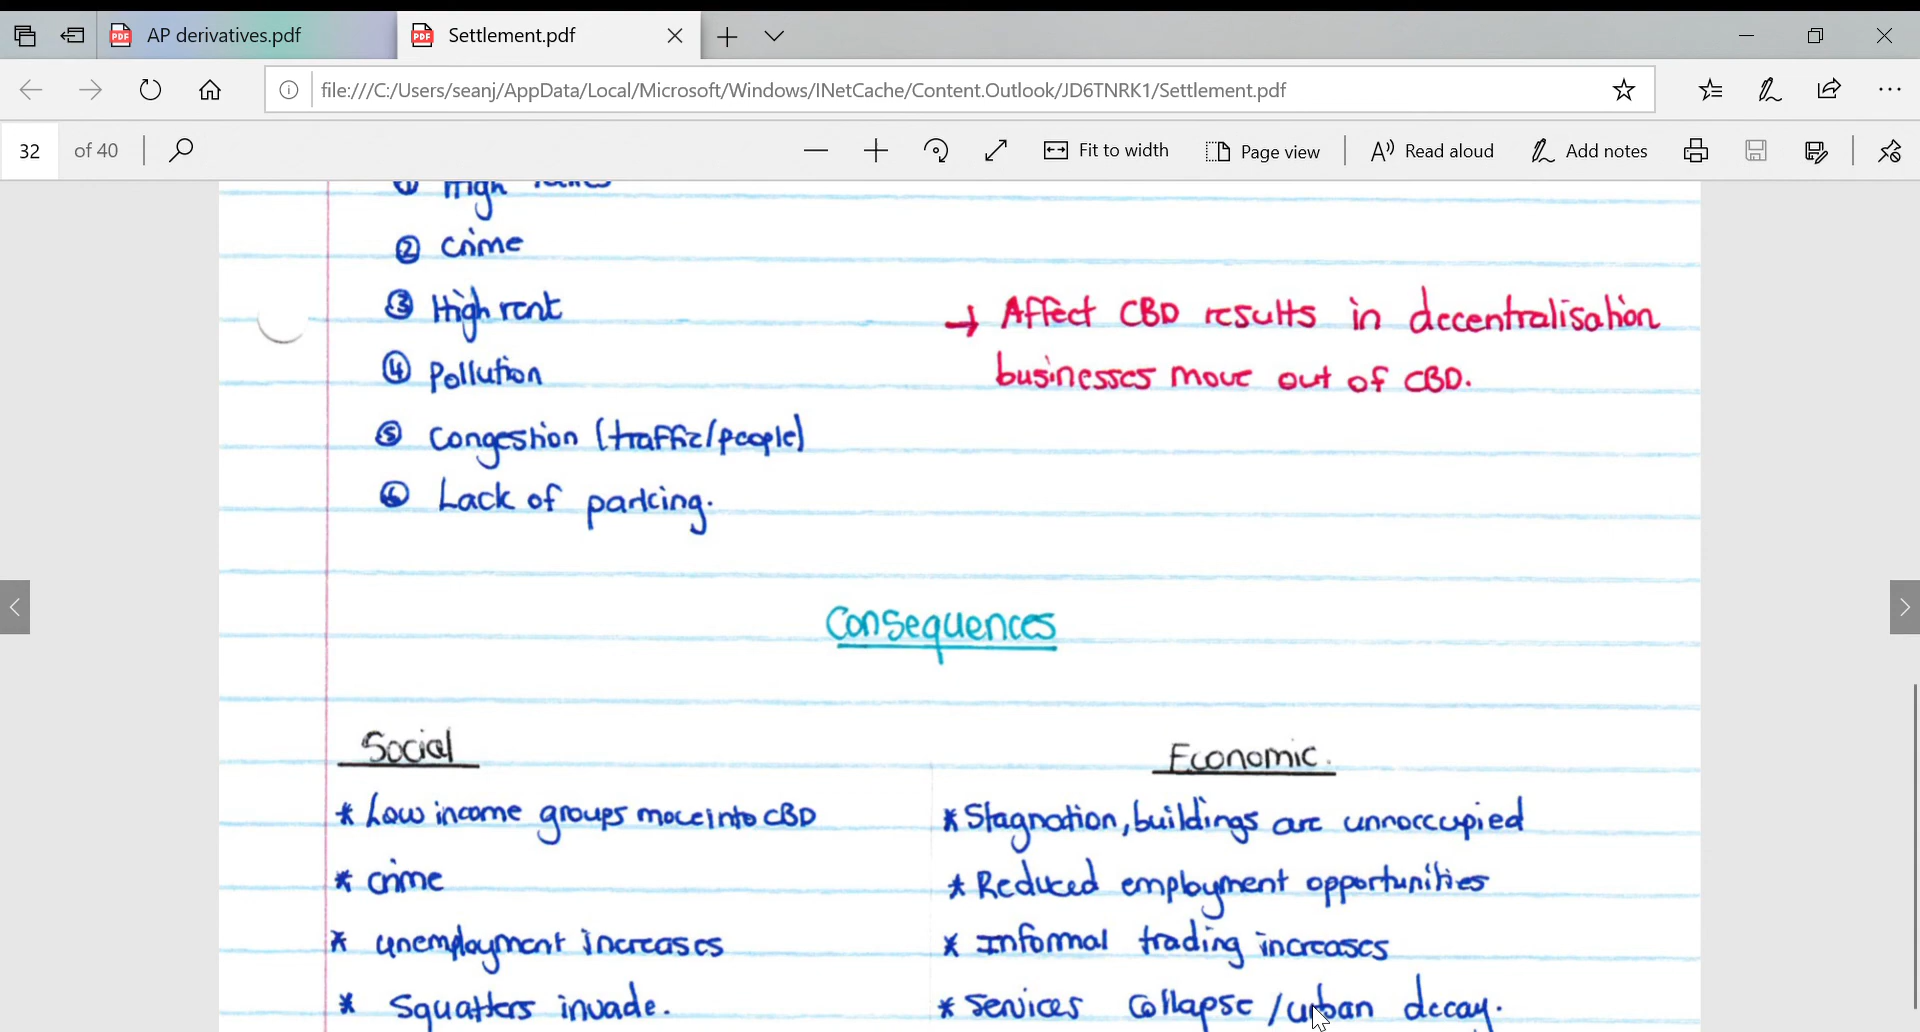 AP derivatives.pdf
Settlement.pdf
file:///C:/Users/seanj/AppData/Local/Microsoft/Windows/INetCache/Content.Outlook/JD6TNRK1/Settlement.pdf
32 of 40
Fit to width
Page view
Read aloud
Add notes
① High
② Crime
③ High rent
④ Pollution
⑤ Congestion (traffic/people)
⑥ Lack of parking.
→ Affect CBD results in decentralisation
businesses move out of CBD.
Consequences
Social
* Low income groups move into CBD
* Crime
* unemployment increases
* Squatters invade.
Economic.
* Stagnation, buildings are unnoccupied
* Reduced employment opportunities
* Informal trading increases
* Services collapse / urban decay.